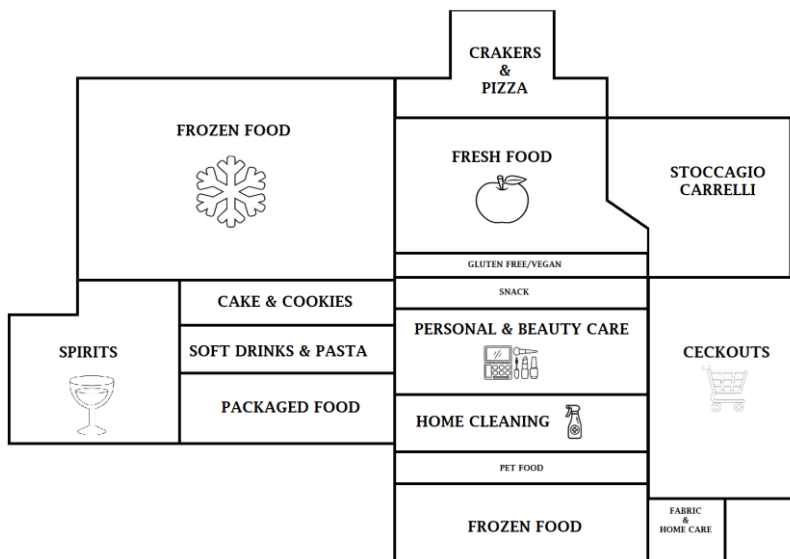 CRAKERS
&
PIZZA
FROZEN FOOD
FRESH FOOD
STOCCAGIO
CARRELLI
GLUTEN FREE/VEGAN
SNACK
CAKE & COOKIES
PERSONAL & BEAUTY CARE
SPIRITS
SOFT DRINKS & PASTA
CECKOUTS
PACKAGED FOOD
HOME CLEANING
PET FOOD
FROZEN FOOD
FABRIC
&
HOME CARE